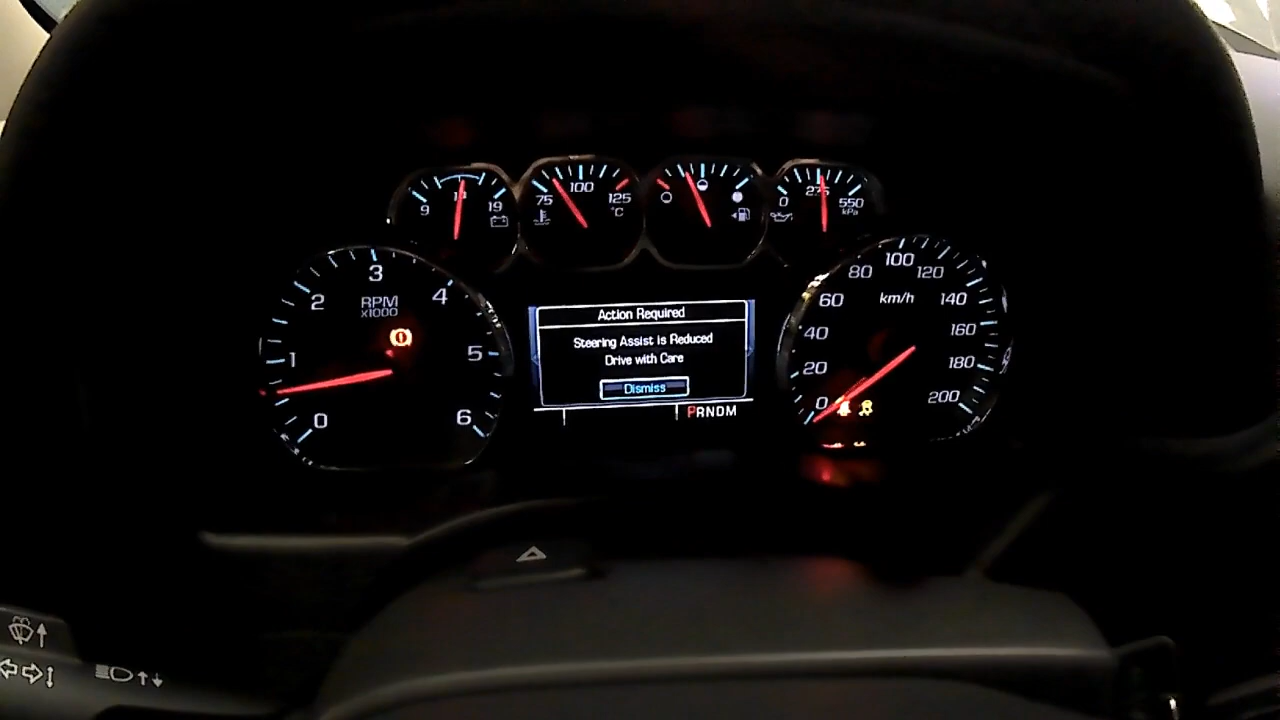 9
19
75
100
125
°C
0
275
550
kPa
0
1
2
3
4
5
6
RPM
x1000
Action Required
Steering Assist is Reduced
Drive with Care
Dismiss
PRNDM
0
20
40
60
80
100
120
140
160
180
200
km/h